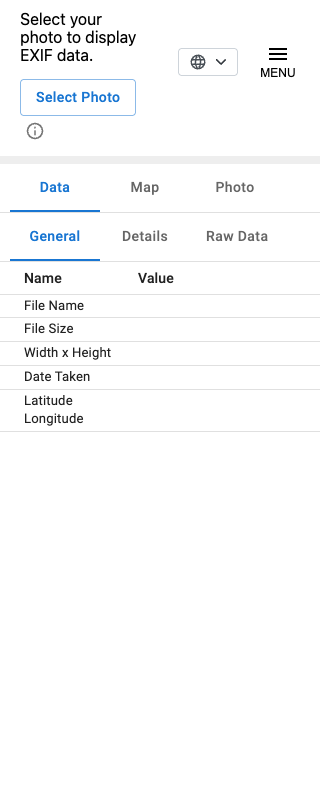 Select your
photo to display
EXIF data.
Select Photo
MENU
Data Map Photo
General Details Raw Data
Name Value
File Name
File Size
Width x Height
Date Taken
Latitude
Longitude